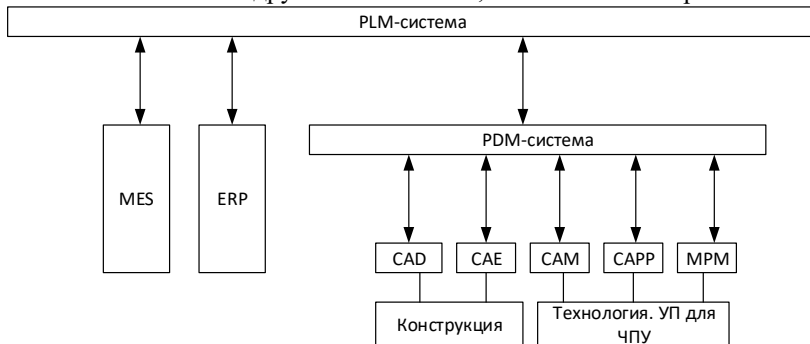 PLM-система
MES
ERP
PDM-система
CAD
CAE
CAM
CAPP
MPM
Конструкция
Технология. УП для
ЧПУ